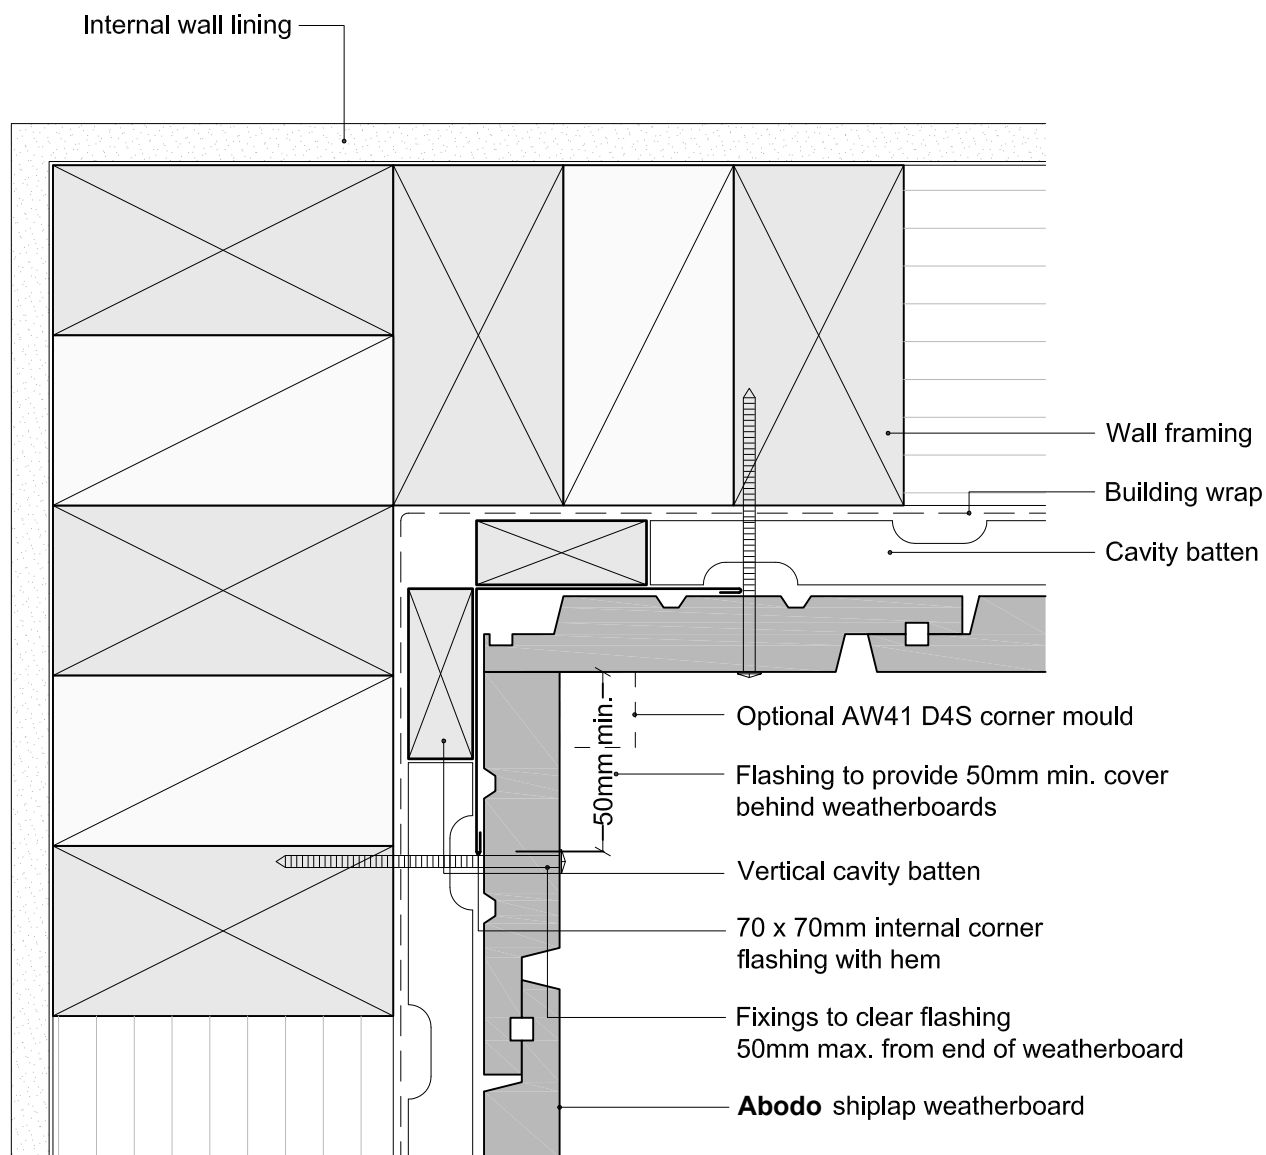 Internal wall lining
Wall framing
Building wrap
Cavity batten
50mm min.
Optional AW41 D4S corner mould
Flashing to provide 50mm min. cover
behind weatherboards
Vertical cavity batten
70 x 70mm internal corner
flashing with hem
Fixings to clear flashing
50mm max. from end of weatherboard
Abodo shiplap weatherboard